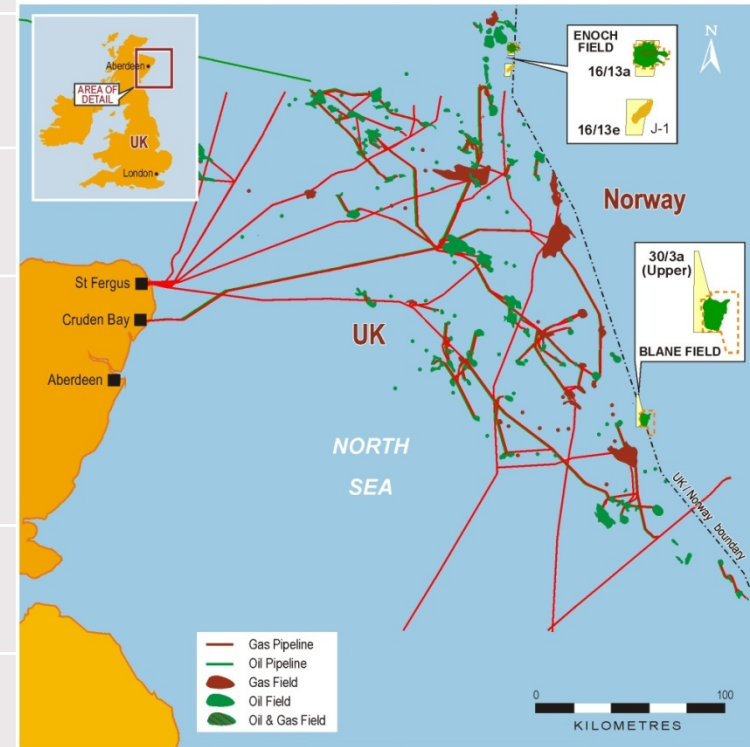 Aberdeen
AREA OF
DETAIL
UK
London
ENOCH
FIELD
16/13a
16/13e
J-1
N
Norway
30/3a
(Upper)
BLANE FIELD
St Fergus
Cruden Bay
Aberdeen
UK
NORTH
SEA
UK / Norway boundary
Gas Pipeline
Oil Pipeline
Gas Field
Oil Field
Oil & Gas Field
0
100
KILOMETRES